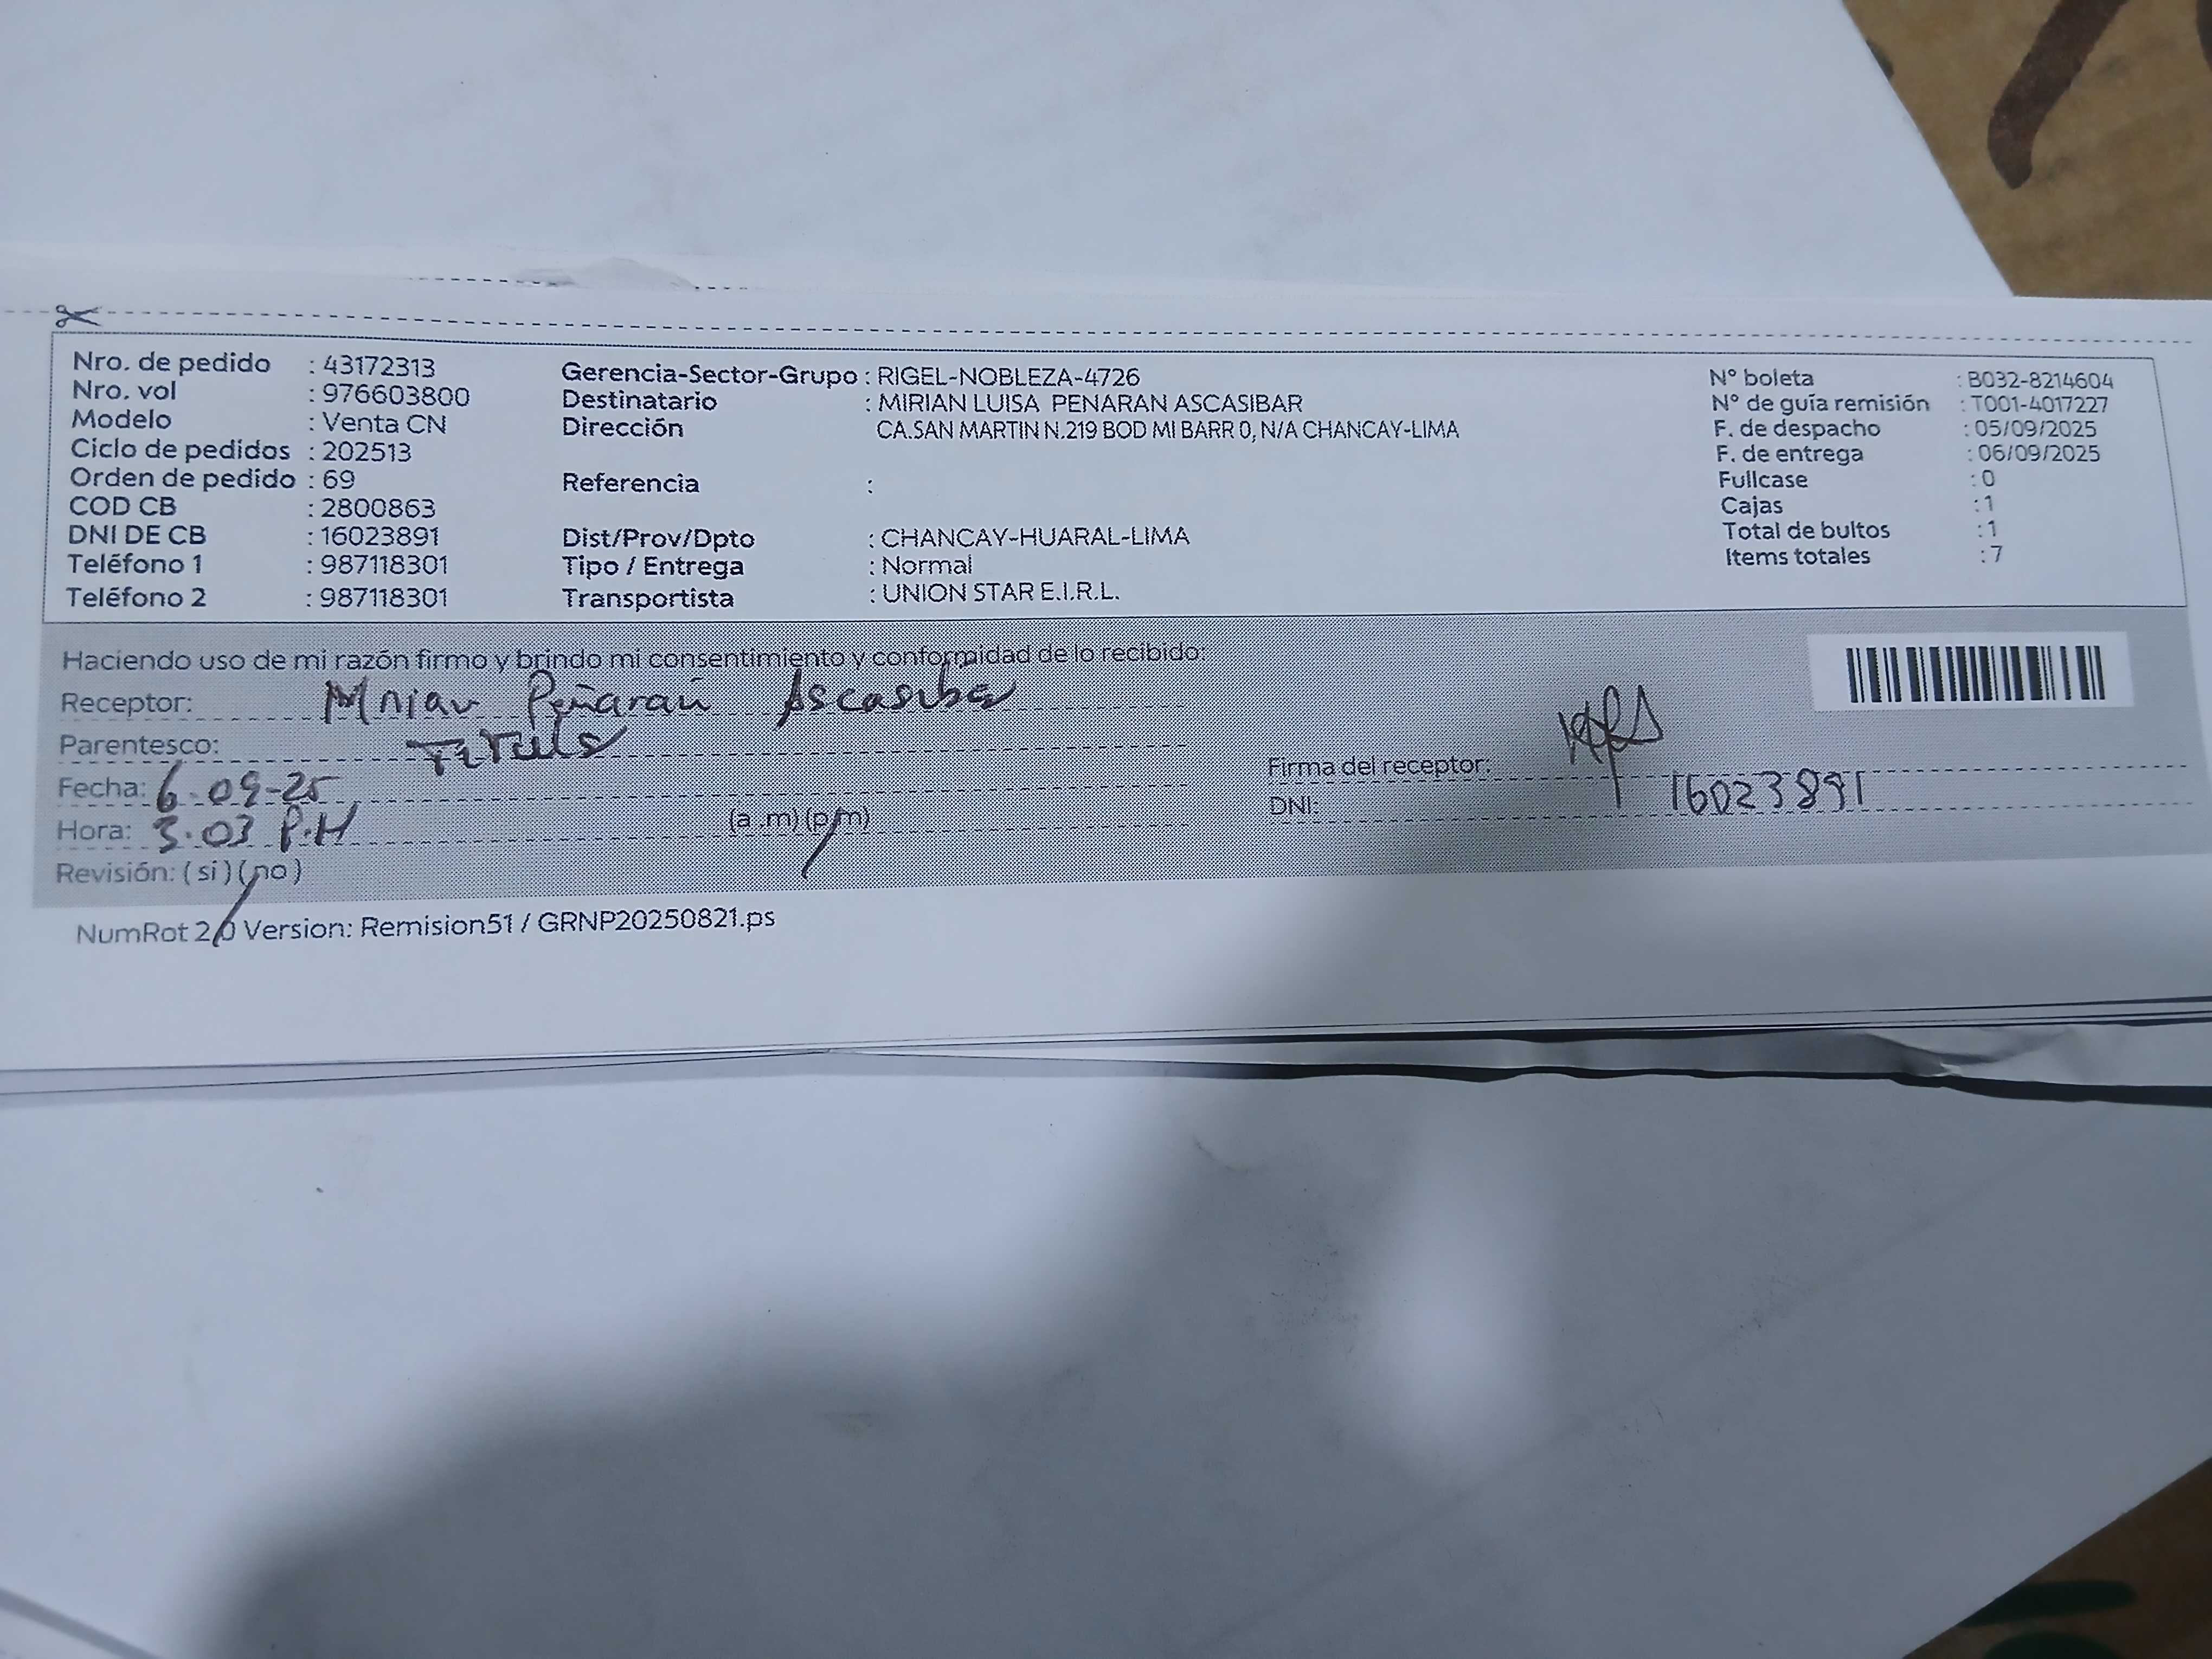 Nro. de pedido : 43172313
Nro. vol : 976603800
Modelo : Venta CN
Ciclo de pedidos : 202513
Orden de pedido : 69
COD CB : 2800863
DNI DE CB : 16023891
Teléfono 1 : 987118301
Teléfono 2 : 987118301
Gerencia-Sector-Grupo : RIGEL-NOBLEZA-4726
Destinatario : MIRIAN LUISA PENARAN ASCASIBAR
Dirección CA.SAN MARTIN N.219 BOD MI BARR 0, N/A CHANCAY-LIMA
Referencia :
Dist/Prov/Dpto : CHANCAY-HUARAL-LIMA
Tipo / Entrega : Normal
Transportista : UNION STAR E.I.R.L.
N° boleta : B032-8214604
N° de guía remisión : T001-4017227
F. de despacho : 05/09/2025
F. de entrega : 06/09/2025
Fullcase : 0
Cajas : 1
Total de bultos : 1
Items totales : 7
Haciendo uso de mi razón firmo y brindo mi consentimiento y conformidad de lo recibido:
Receptor: Mirian Peñaran
Parentesco:
Fecha: 6-09-25
Hora: 3:03 P.M (a .m) (p.m)
Revisión: ( si ) ( no )
Firma del receptor:
DNI: 16023891
NumRot 2.0 Version: Remision51 / GRNP20250821.ps